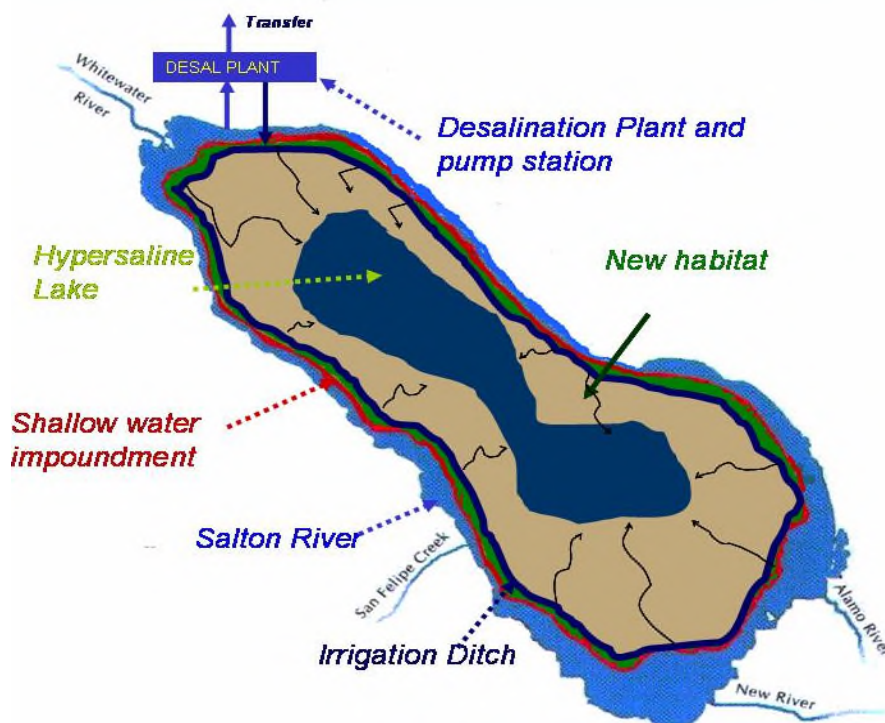 Transfer
DESAL PLANT
Whitewater
River
Desalination Plant and
pump station
Hypersaline
Lake
New habitat
Shallow water
impoundment
Salton River
San Felipe Creek
Irrigation Ditch
Alamo River
New River